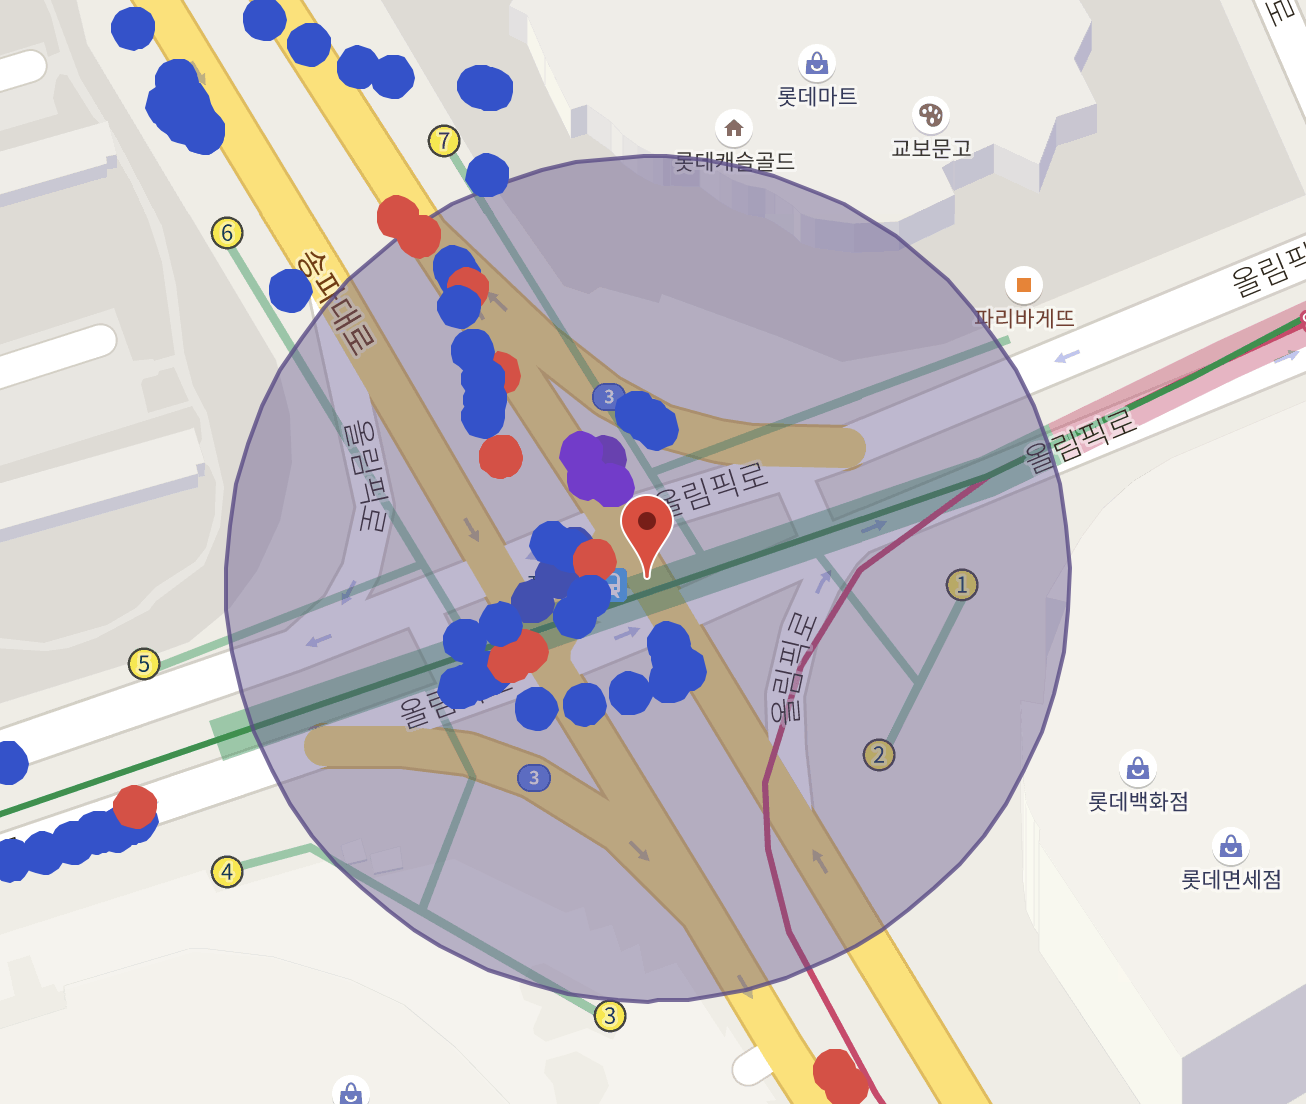 로
롯데마트
롯데캐슬골드
교보문고
7
6
송파대로
올림픽
파리바게뜨
3
올림픽로
올림픽로
올림픽로
1
5
올림픽로
올림
2
3
롯데백화점
4
롯데면세점
3